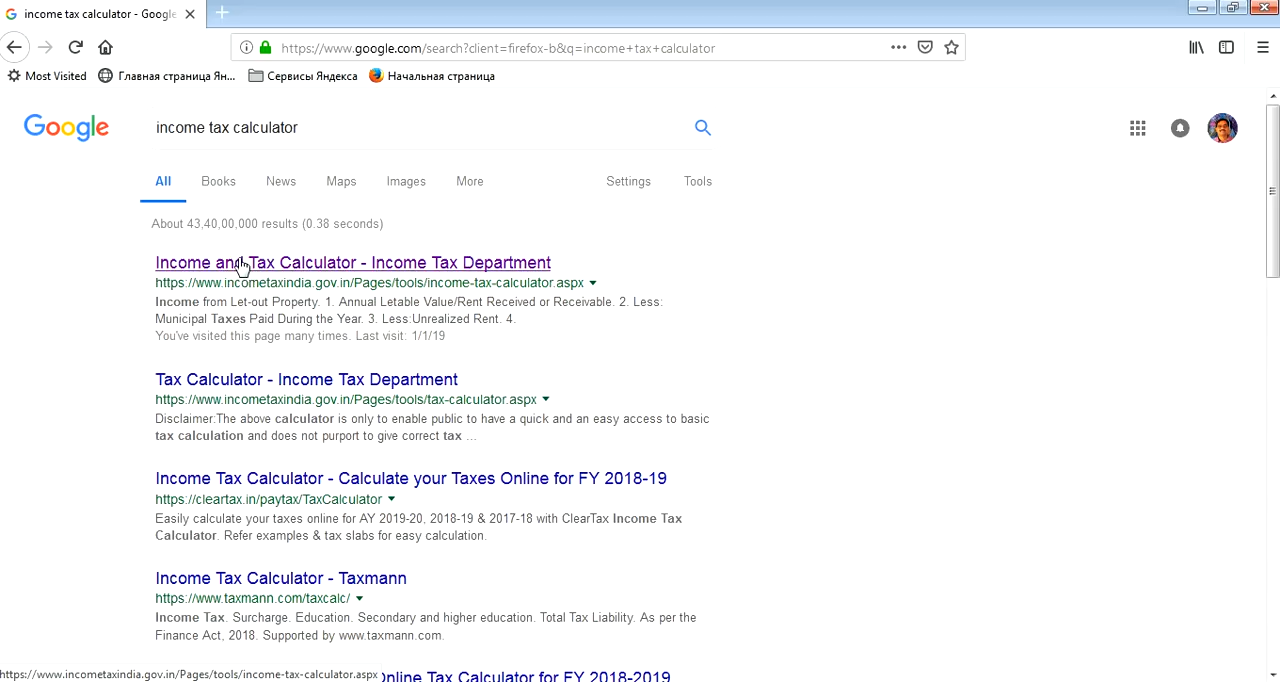 income tax calculator - Google
https://www.google.com/search?client=firefox-b&q=income+tax+calculator
Most Visited Главная страница Ян... Сервисы Яндекса Начальная страница
Google income tax calculator
All Books News Maps Images More Settings Tools
About 43,40,00,000 results (0.38 seconds)
Income and Tax Calculator - Income Tax Department
https://www.incometaxindia.gov.in/Pages/tools/income-tax-calculator.aspx
Income from Let-out Property. 1. Annual Letable Value/Rent Received or Receivable. 2. Less:
Municipal Taxes Paid During the Year. 3. Less:Unrealized Rent. 4.
You've visited this page many times. Last visit: 1/1/19
Tax Calculator - Income Tax Department
https://www.incometaxindia.gov.in/Pages/tools/tax-calculator.aspx
Disclaimer:The above calculator is only to enable public to have a quick and an easy access to basic
tax calculation and does not purport to give correct tax ...
Income Tax Calculator - Calculate your Taxes Online for FY 2018-19
https://cleartax.in/paytax/TaxCalculator
Easily calculate your taxes online for AY 2019-20, 2018-19 & 2017-18 with ClearTax Income Tax
Calculator. Refer examples & tax slabs for easy calculation.
Income Tax Calculator - Taxmann
https://www.taxmann.com/taxcalc/
Income Tax. Surcharge. Education. Secondary and higher education. Total Tax Liability. As per the
Finance Act, 2018. Supported by www.taxmann.com.
https://www.incometaxindia.gov.in/Pages/tools/income-tax-calculator.aspx
Online Tax Calculator for FY 2018-2019